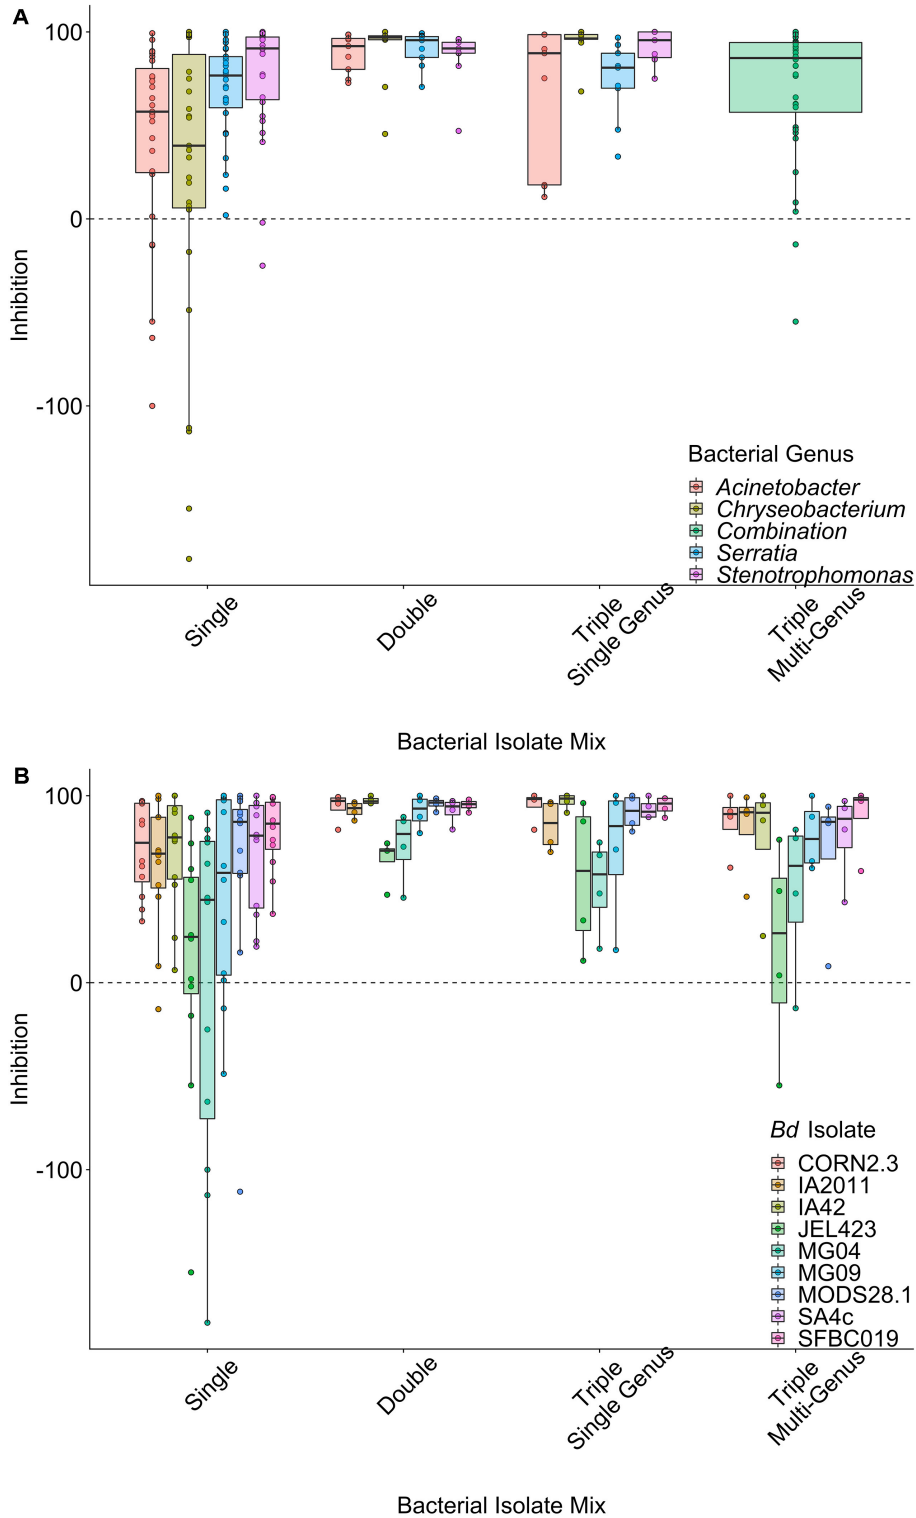 A
100
0
-100
Inhibition
Bacterial Genus
Acinetobacter
Chryseobacterium
Combination
Serratia
Stenotrophomonas
Single
Double
Triple
Single Genus
Triple
Multi-Genus
Bacterial Isolate Mix
B
100
0
-100
Inhibition
Bd Isolate
CORN2.3
IA2011
IA42
JEL423
MG04
MG09
MODS28.1
SA4c
SFBC019
Single
Double
Triple
Single Genus
Triple
Multi-Genus
Bacterial Isolate Mix